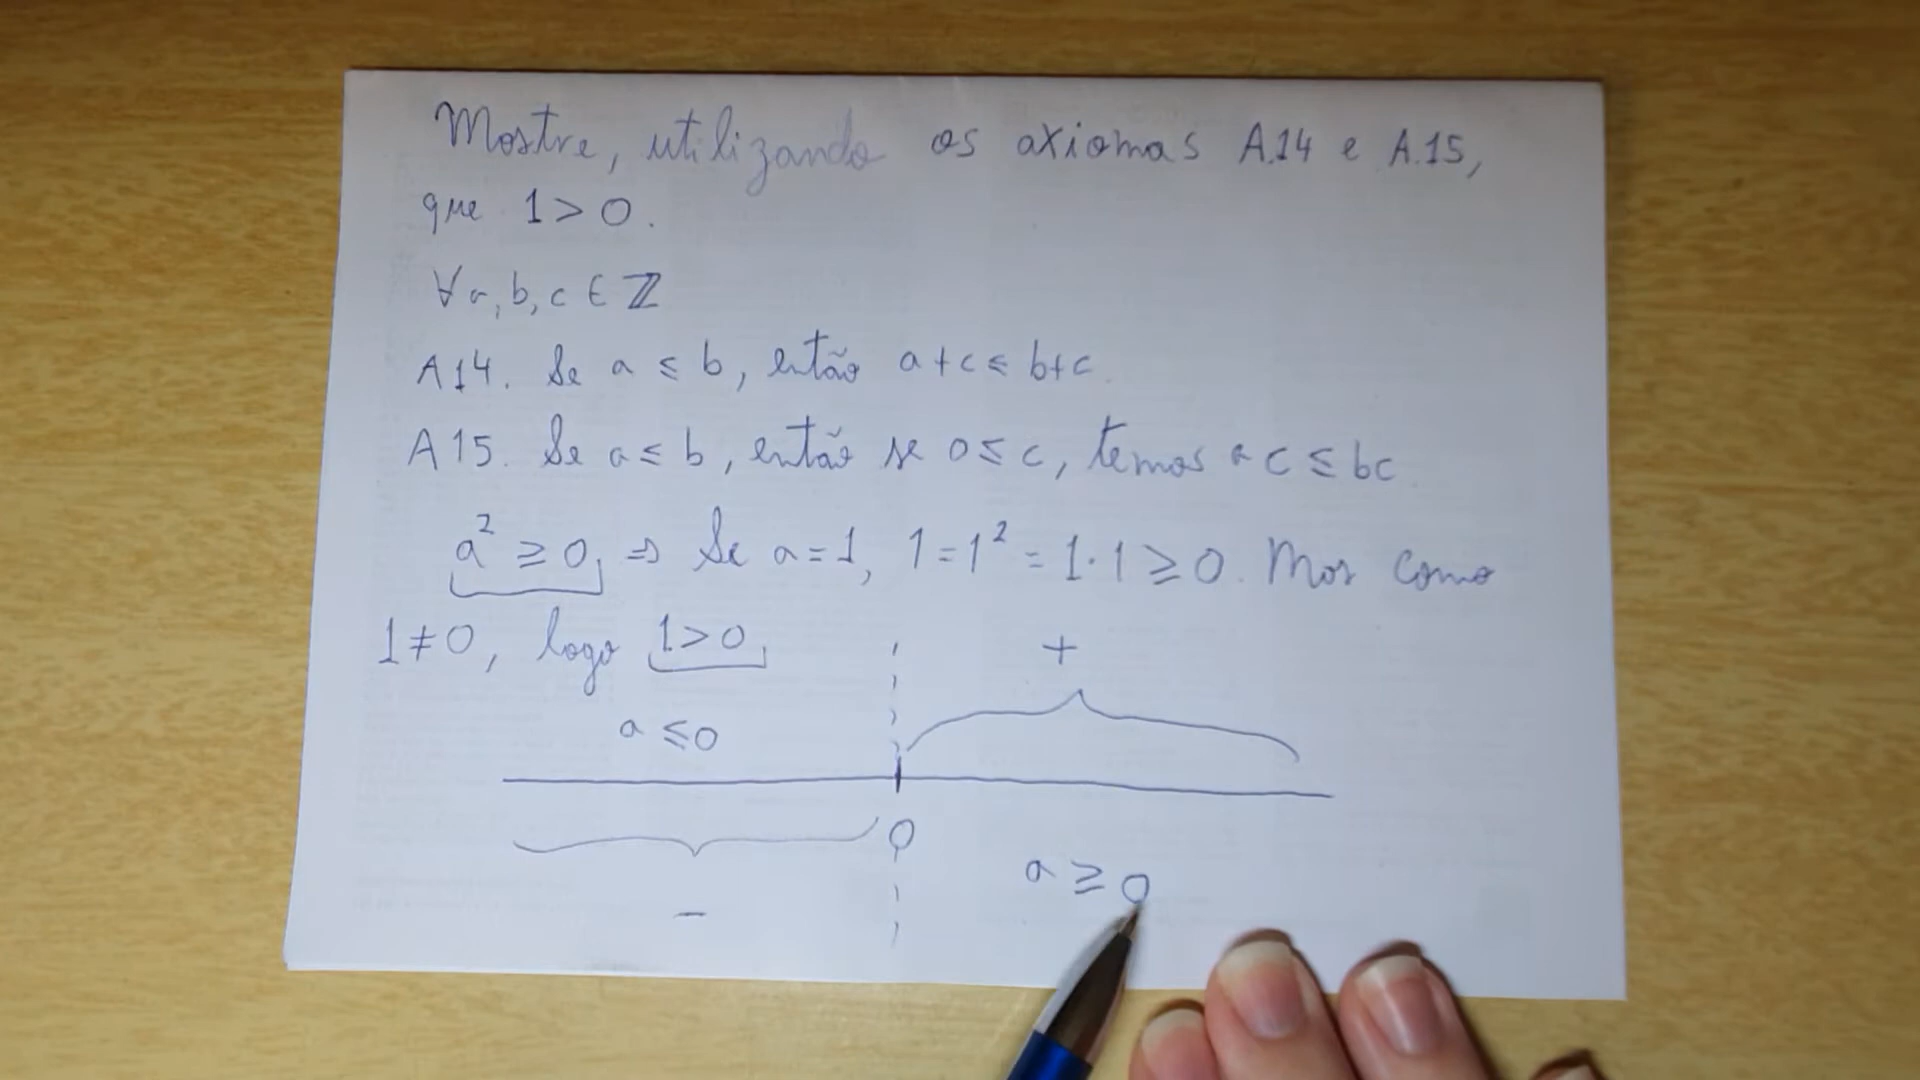 Mostre, utilizando os axiomas A.14 e A.15,
que 1 > 0.
∀ a, b, c ∈ ℤ
A14. Se a ≤ b, então a + c ≤ b + c.
A15. Se a ≤ b, então se 0 ≤ c, temos ac ≤ bc.
a² ≥ 0 ⇒ Se a = 1, 1 = 1² = 1·1 ≥ 0. Mas como
1 ≠ 0, logo 1 > 0
+
a ≤ 0
0
a ≥ 0
−